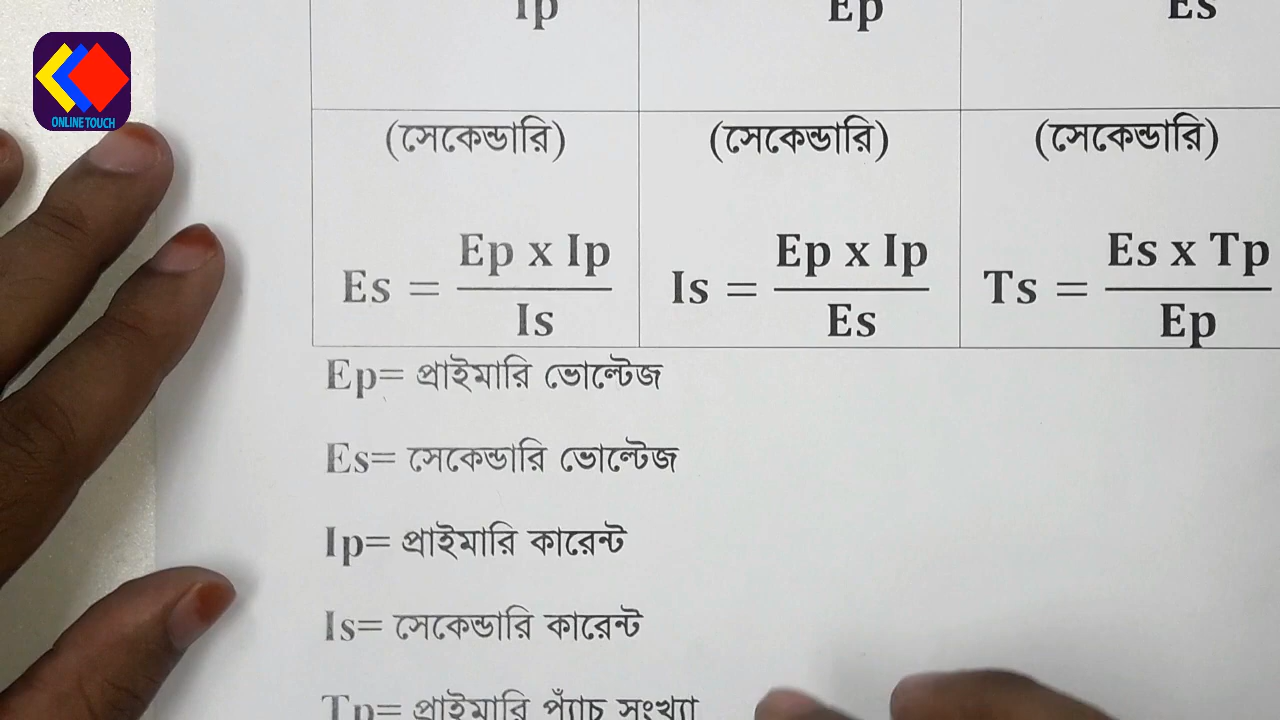 Ip Ep Es
ONLINE TOUCH
(সেকেন্ডারি) (সেকেন্ডারি) (সেকেন্ডারি)
Ep x Ip Ep x Ip Es x Tp
Es = Is = Ts =
Is Es Ep
Ep= প্রাইমারি ভোল্টেজ
Es= সেকেন্ডারি ভোল্টেজ
Ip= প্রাইমারি কারেন্ট
Is= সেকেন্ডারি কারেন্ট
Tp= প্রাইমারি প্যাঁচ সংখ্যা